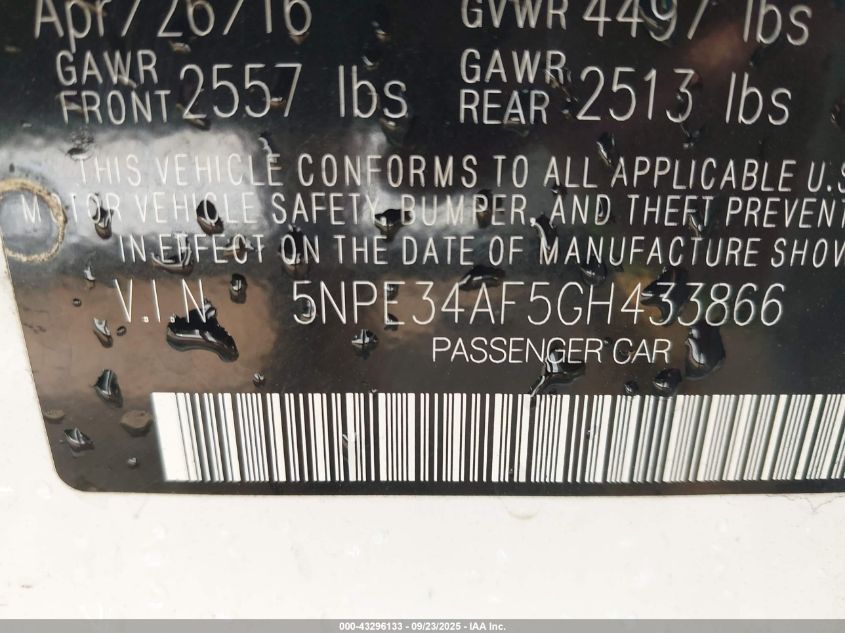 Apr/26/16 GVWR 4497 lbs
GAWR FRONT 2557 lbs GAWR REAR 2513 lbs
THIS VEHICLE CONFORMS TO ALL APPLICABLE U.S
MOTOR VEHICLE SAFETY, BUMPER, AND THEFT PREVENT
IN EFFECT ON THE DATE OF MANUFACTURE SHOW
V.I.N 5NPE34AF5GH433866
PASSENGER CAR
000-43296133 - 09/23/2025 - IAA Inc.